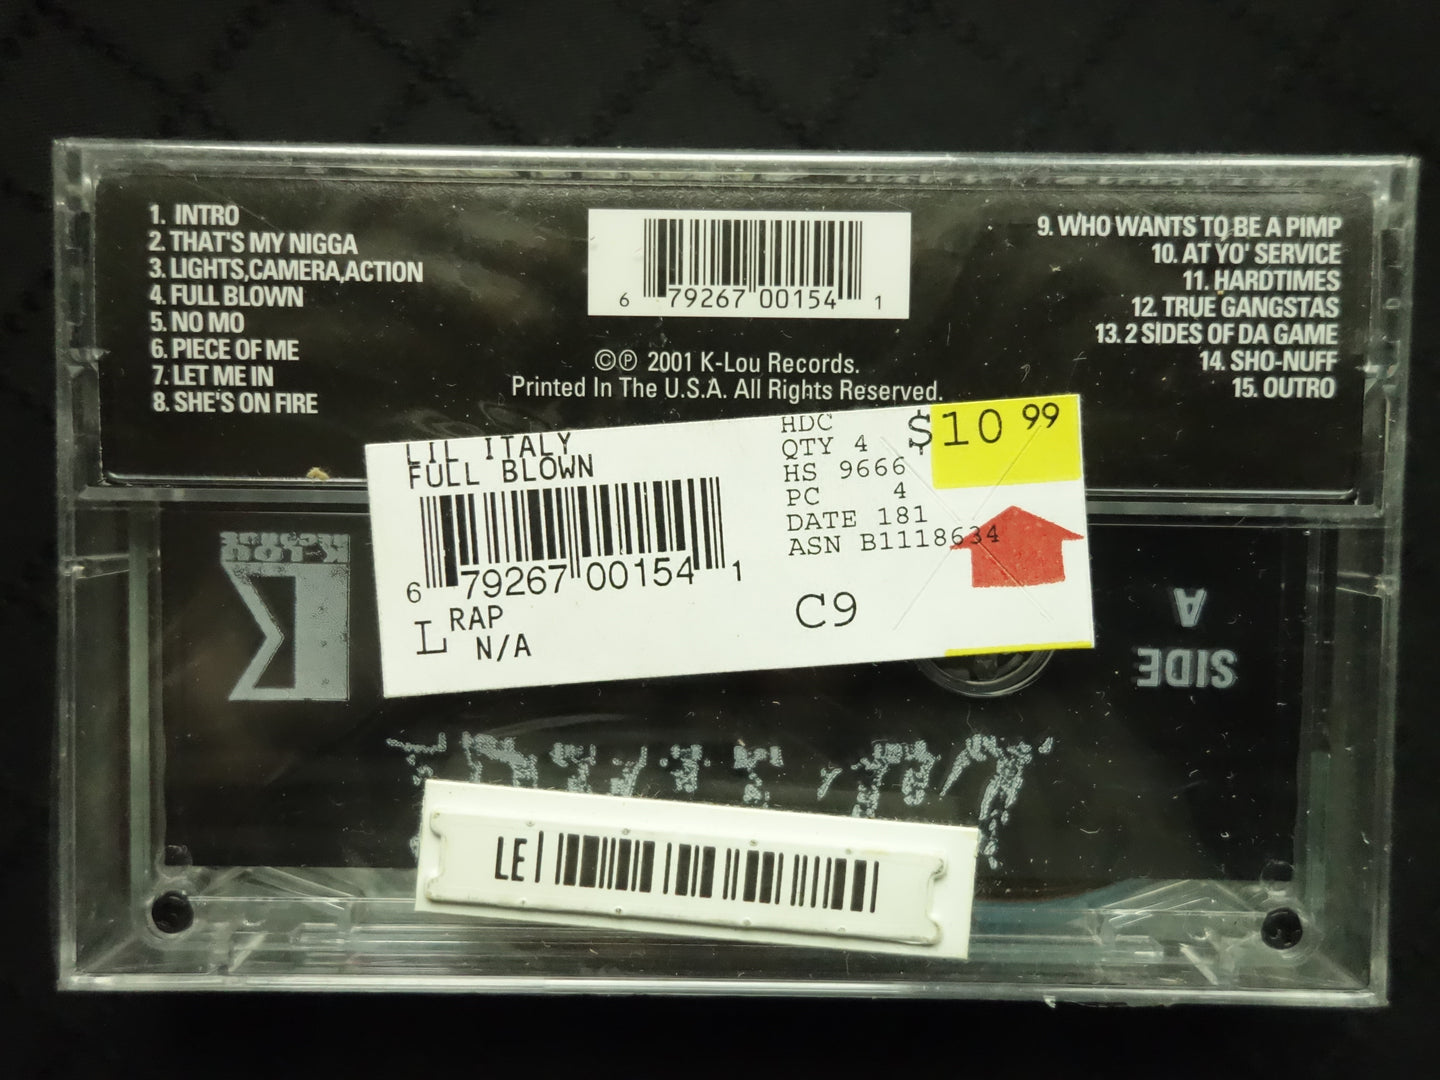 1. INTRO
2. THAT'S MY NIGGA
3. LIGHTS,CAMERA,ACTION
4. FULL BLOWN
5. NO MO
6. PIECE OF ME
7. LET ME IN
8. SHE'S ON FIRE
6 79267 00154 1
©℗ 2001 K-Lou Records.
Printed In The U.S.A. All Rights Reserved.
9. WHO WANTS TO BE A PIMP
10. AT YO' SERVICE
11. HARDTIMES
12. TRUE GANGSTAS
13. 2 SIDES OF DA GAME
14. SHO-NUFF
15. OUTRO
LIL ITALY
FULL BLOWN
6 79267 00154 1
L RAP
N/A
HDC
QTY 4
HS 9666
PC 4
DATE 181
ASN B1118634
C9
$10 99
K-LOU
RECORDS
SIDE
A
LE